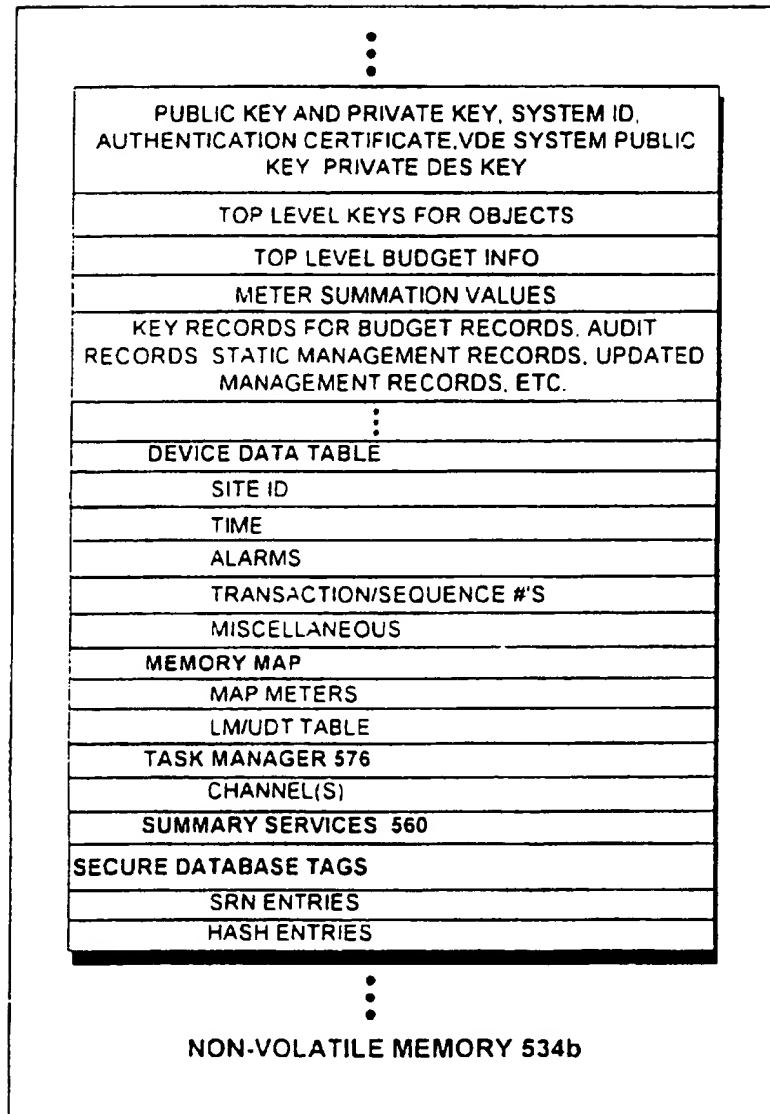 PUBLIC KEY AND PRIVATE KEY, SYSTEM ID,
AUTHENTICATION CERTIFICATE,VDE SYSTEM PUBLIC
KEY PRIVATE DES KEY
TOP LEVEL KEYS FOR OBJECTS
TOP LEVEL BUDGET INFO
METER SUMMATION VALUES
KEY RECORDS FOR BUDGET RECORDS, AUDIT
RECORDS STATIC MANAGEMENT RECORDS, UPDATED
MANAGEMENT RECORDS, ETC.
DEVICE DATA TABLE
SITE ID
TIME
ALARMS
TRANSACTION/SEQUENCE #'S
MISCELLANEOUS
MEMORY MAP
MAP METERS
LM/UDT TABLE
TASK MANAGER 576
CHANNEL(S)
SUMMARY SERVICES 560
SECURE DATABASE TAGS
SRN ENTRIES
HASH ENTRIES
NON-VOLATILE MEMORY 534b